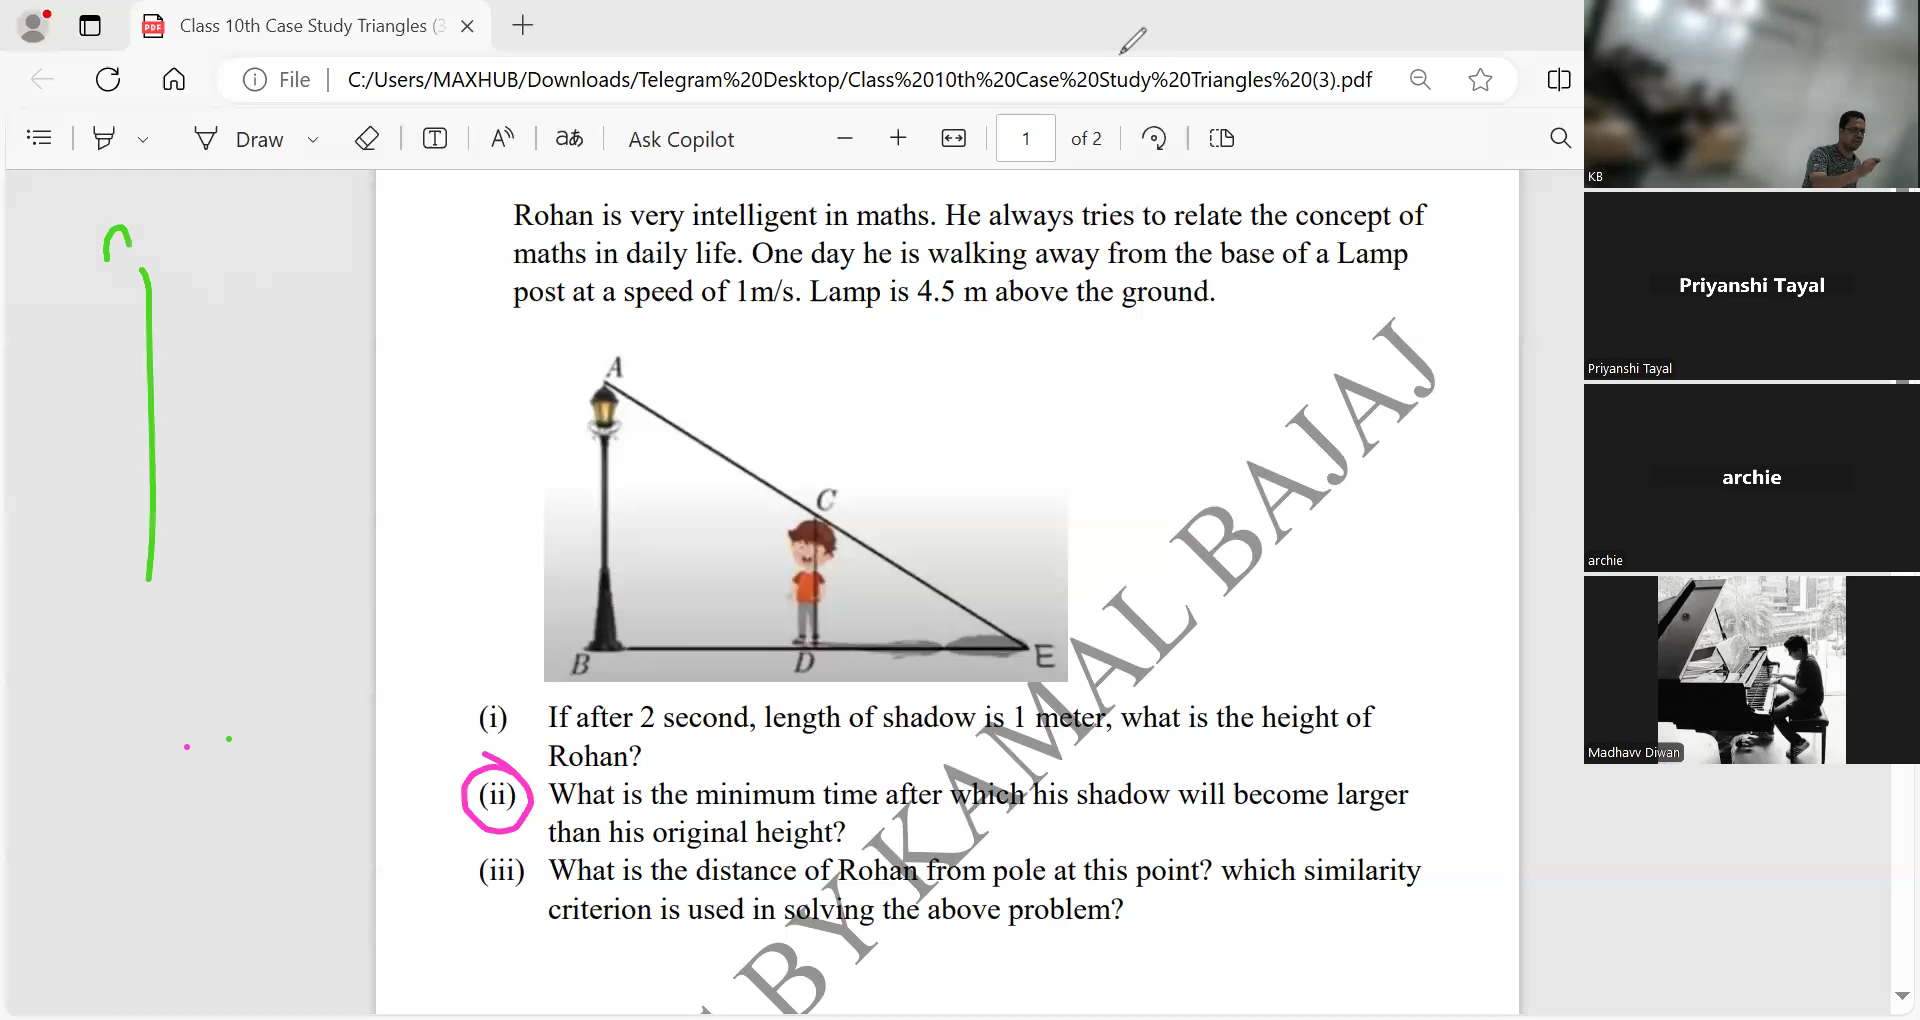 Class 10th Case Study Triangles (3
File
C:/Users/MAXHUB/Downloads/Telegram%20Desktop/Class%2010th%20Case%20Study%20Triangles%20(3).pdf
Draw
T
A
aあ
Ask Copilot
1
of 2
Rohan is very intelligent in maths. He always tries to relate the concept of
maths in daily life. One day he is walking away from the base of a Lamp
post at a speed of 1m/s. Lamp is 4.5 m above the ground.
A
C
B
D
E
(i) If after 2 second, length of shadow is 1 meter, what is the height of
Rohan?
(ii) What is the minimum time after which his shadow will become larger
than his original height?
(iii) What is the distance of Rohan from pole at this point? which similarity
criterion is used in solving the above problem?
BY KAMAL BAJAJ
KB
Priyanshi Tayal
Priyanshi Tayal
archie
archie
Madhavv Diwan